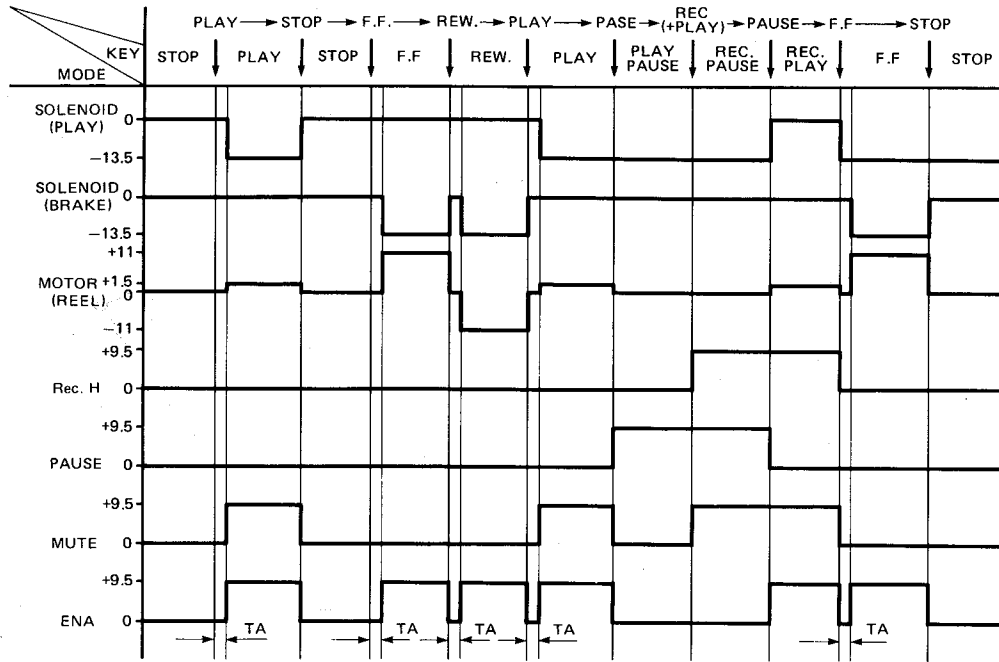 PLAY → STOP → F.F. → REW. → PLAY → PASE → REC (+PLAY) → PAUSE → F.F → STOP
KEY
MODE
STOP PLAY STOP F.F REW. PLAY PLAY PAUSE REC. PAUSE REC. PLAY F.F STOP
SOLENOID
(PLAY)
0
−13.5
SOLENOID
(BRAKE)
0
−13.5
+11
MOTOR
(REEL)
+1.5
0
−11
+9.5
Rec. H 0
+9.5
PAUSE 0
+9.5
MUTE 0
+9.5
ENA 0
TA TA TA TA TA